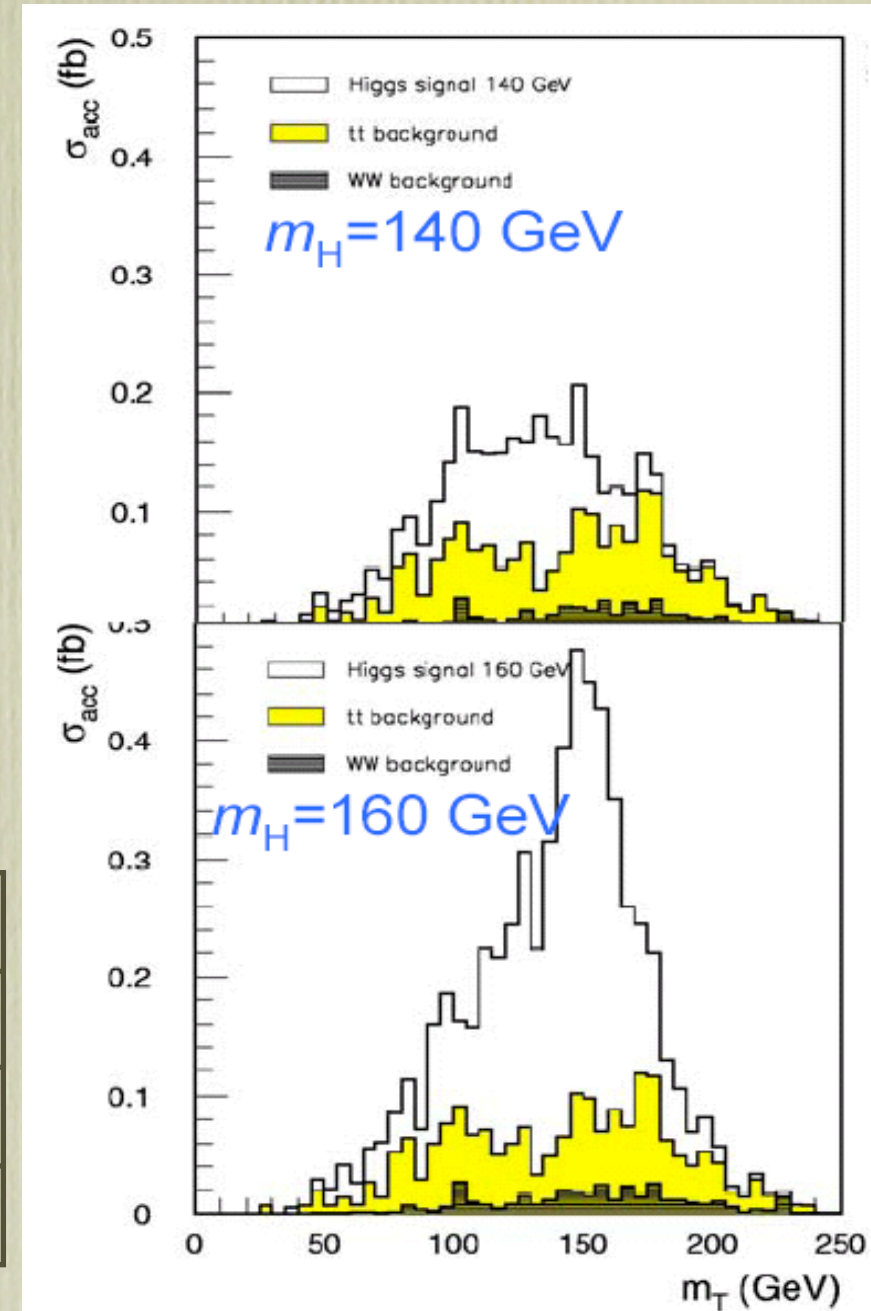 0.5
σacc (fb)
Higgs signal 140 GeV
tt background
0.4
WW background
mH=140 GeV
0.3
0.2
0.1
σacc (fb)
Higgs signal 160 GeV
tt background
0.4
WW background
mH=160 GeV
0.3
0.2
0.1
0
0 50 100 150 200 250
mT (GeV)